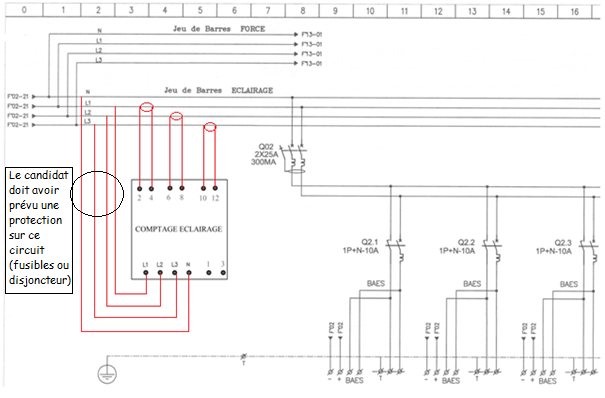 0 1 2 3 4 5 6 7 8 9 10 11 12 13 14 15 16
N Jeu de Barres FORCE F'13-01
L1 F'13-01
L2 F'13-01
L3 F'13-01
N Jeu de Barres ECLAIRAGE
F'02-21 L1
F'02-21 L2
F'02-21 L3
F'02-21
Q02
2X25A
300MA
Le candidat
doit avoir
prévu une
protection
sur ce
circuit
(fusibles ou
disjoncteur)
2 4 6 8 10 12
COMPTAGE ECLAIRAGE
L1 L2 L3 N 1 3
Q2.1
1P+N-10A
Q2.2
1P+N-10A
Q2.3
1P+N-10A
BAES BAES BAES
F'02 F'02 F'02 F'02 F'02 F'02
T
- + BAES T - + BAES T - + BAES